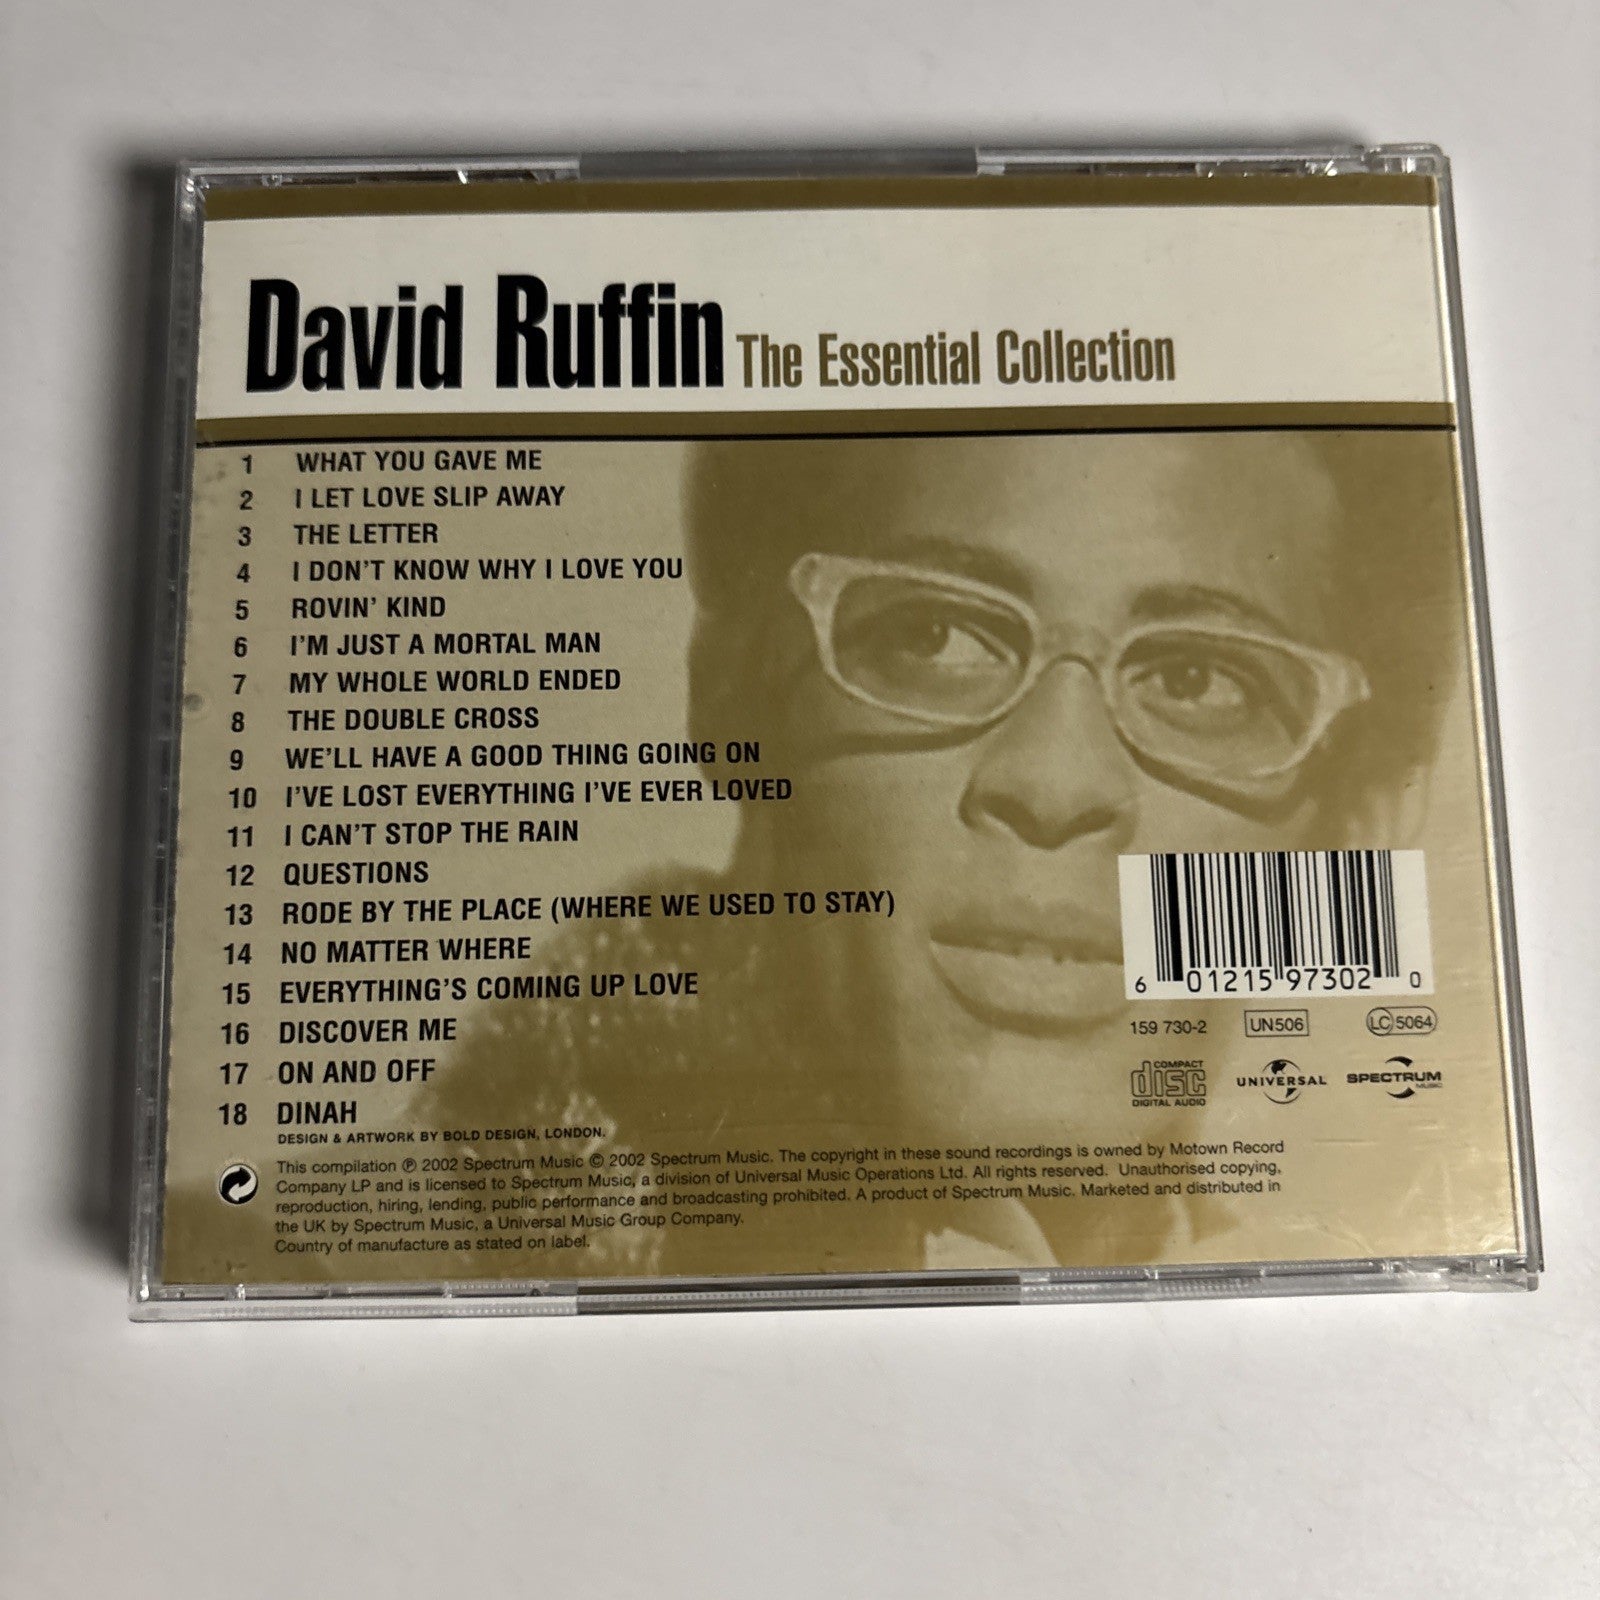 David Ruffin The Essential Collection
1 WHAT YOU GAVE ME
2 I LET LOVE SLIP AWAY
3 THE LETTER
4 I DON'T KNOW WHY I LOVE YOU
5 ROVIN' KIND
6 I'M JUST A MORTAL MAN
7 MY WHOLE WORLD ENDED
8 THE DOUBLE CROSS
9 WE'LL HAVE A GOOD THING GOING ON
10 I'VE LOST EVERYTHING I'VE EVER LOVED
11 I CAN'T STOP THE RAIN
12 QUESTIONS
13 RODE BY THE PLACE (WHERE WE USED TO STAY)
14 NO MATTER WHERE
15 EVERYTHING'S COMING UP LOVE
16 DISCOVER ME
17 ON AND OFF
18 DINAH
DESIGN & ARTWORK BY BOLD DESIGN, LONDON.
6 01215 97302 0
159 730-2 UN506 LC 5064
COMPACT
disc
DIGITAL AUDIO
UNIVERSAL
SPECTRUM
MUSIC
This compilation ℗ 2002 Spectrum Music © 2002 Spectrum Music. The copyright in these sound recordings is owned by Motown Record
Company LP and is licensed to Spectrum Music, a division of Universal Music Operations Ltd. All rights reserved. Unauthorised copying,
reproduction, hiring, lending, public performance and broadcasting prohibited. A product of Spectrum Music. Marketed and distributed in
the UK by Spectrum Music, a Universal Music Group Company.
Country of manufacture as stated on label.